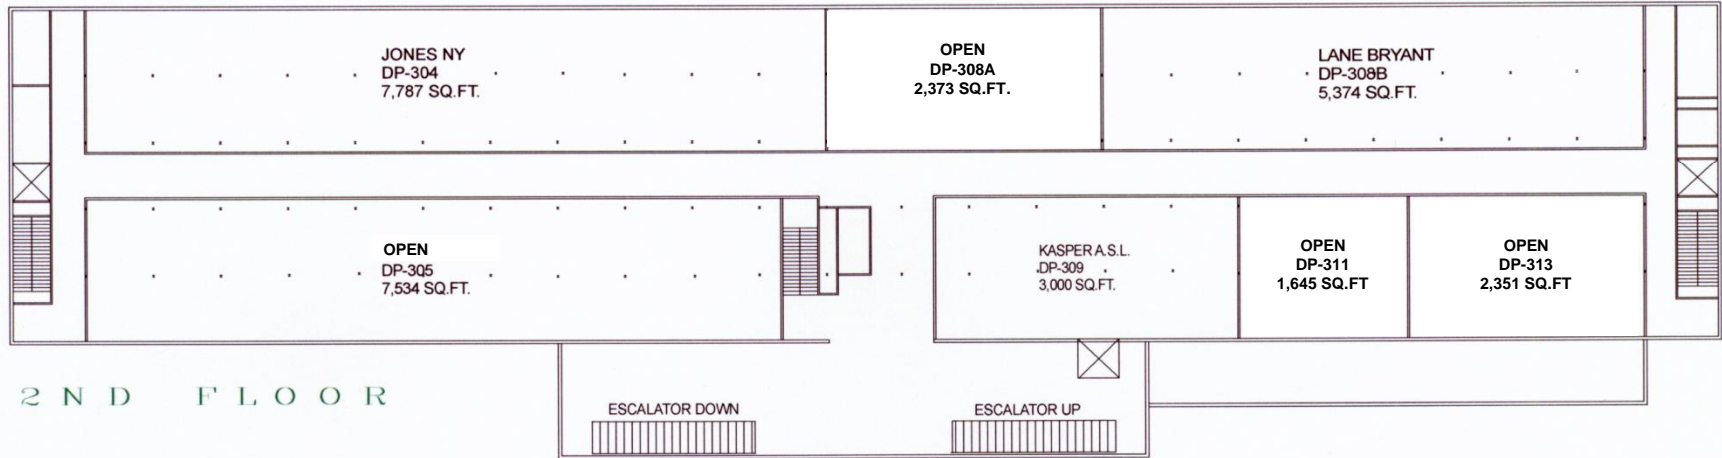 JONES NY
DP-304
7,787 SQ.FT.
OPEN
DP-308A
2,373 SQ.FT.
LANE BRYANT
DP-308B
5,374 SQ.FT.
OPEN
DP-305
7,534 SQ.FT.
KASPER A.S.L.
DP-309
3,000 SQ.FT.
OPEN
DP-311
1,645 SQ.FT
OPEN
DP-313
2,351 SQ.FT
2ND FLOOR
ESCALATOR DOWN
ESCALATOR UP